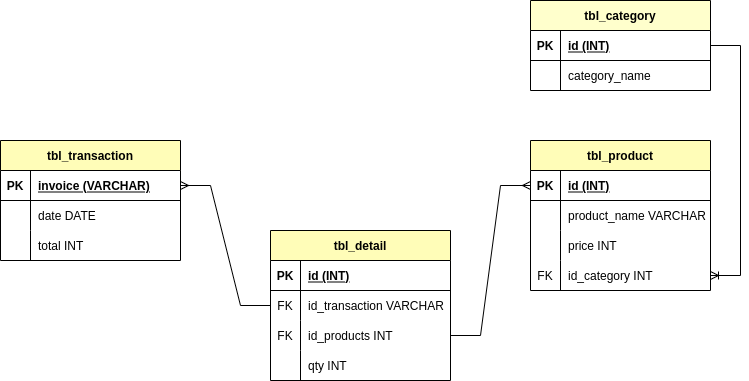 tbl_category
PK id (INT)
category_name
tbl_transaction
PK invoice (VARCHAR)
date DATE
total INT
tbl_product
PK id (INT)
product_name VARCHAR
price INT
FK id_category INT
tbl_detail
PK id (INT)
FK id_transaction VARCHAR
FK id_products INT
qty INT